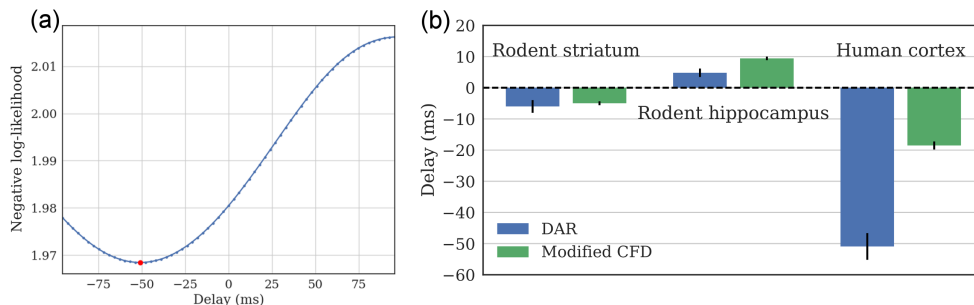 (a)
Negative log-likelihood
2.01
2.00
1.99
1.98
1.97
−75 −50 −25 0 25 50 75
Delay (ms)
(b)
Delay (ms)
20
10
0
−10
−20
−30
−40
−50
−60
Rodent striatum
Human cortex
Rodent hippocampus
DAR
Modified CFD